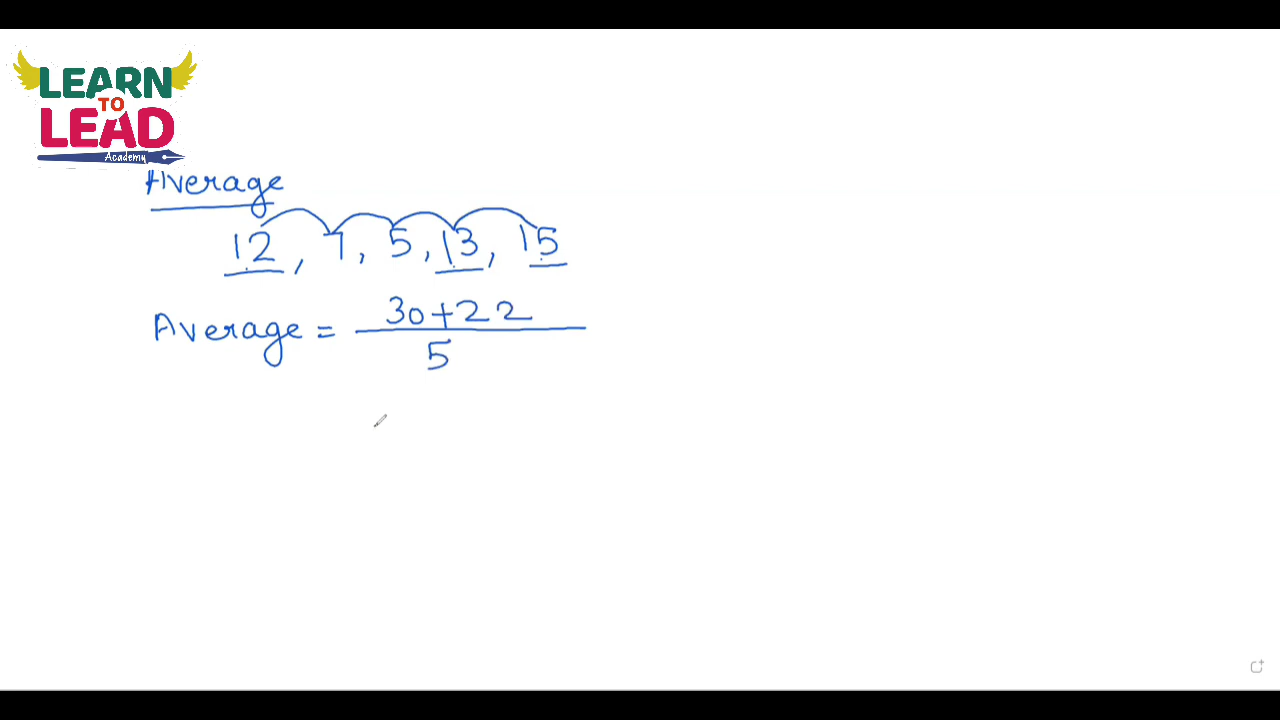 LEARN
TO
LEAD
Academy
Average
12, 7, 5, 13, 15
Average = 30+22
5